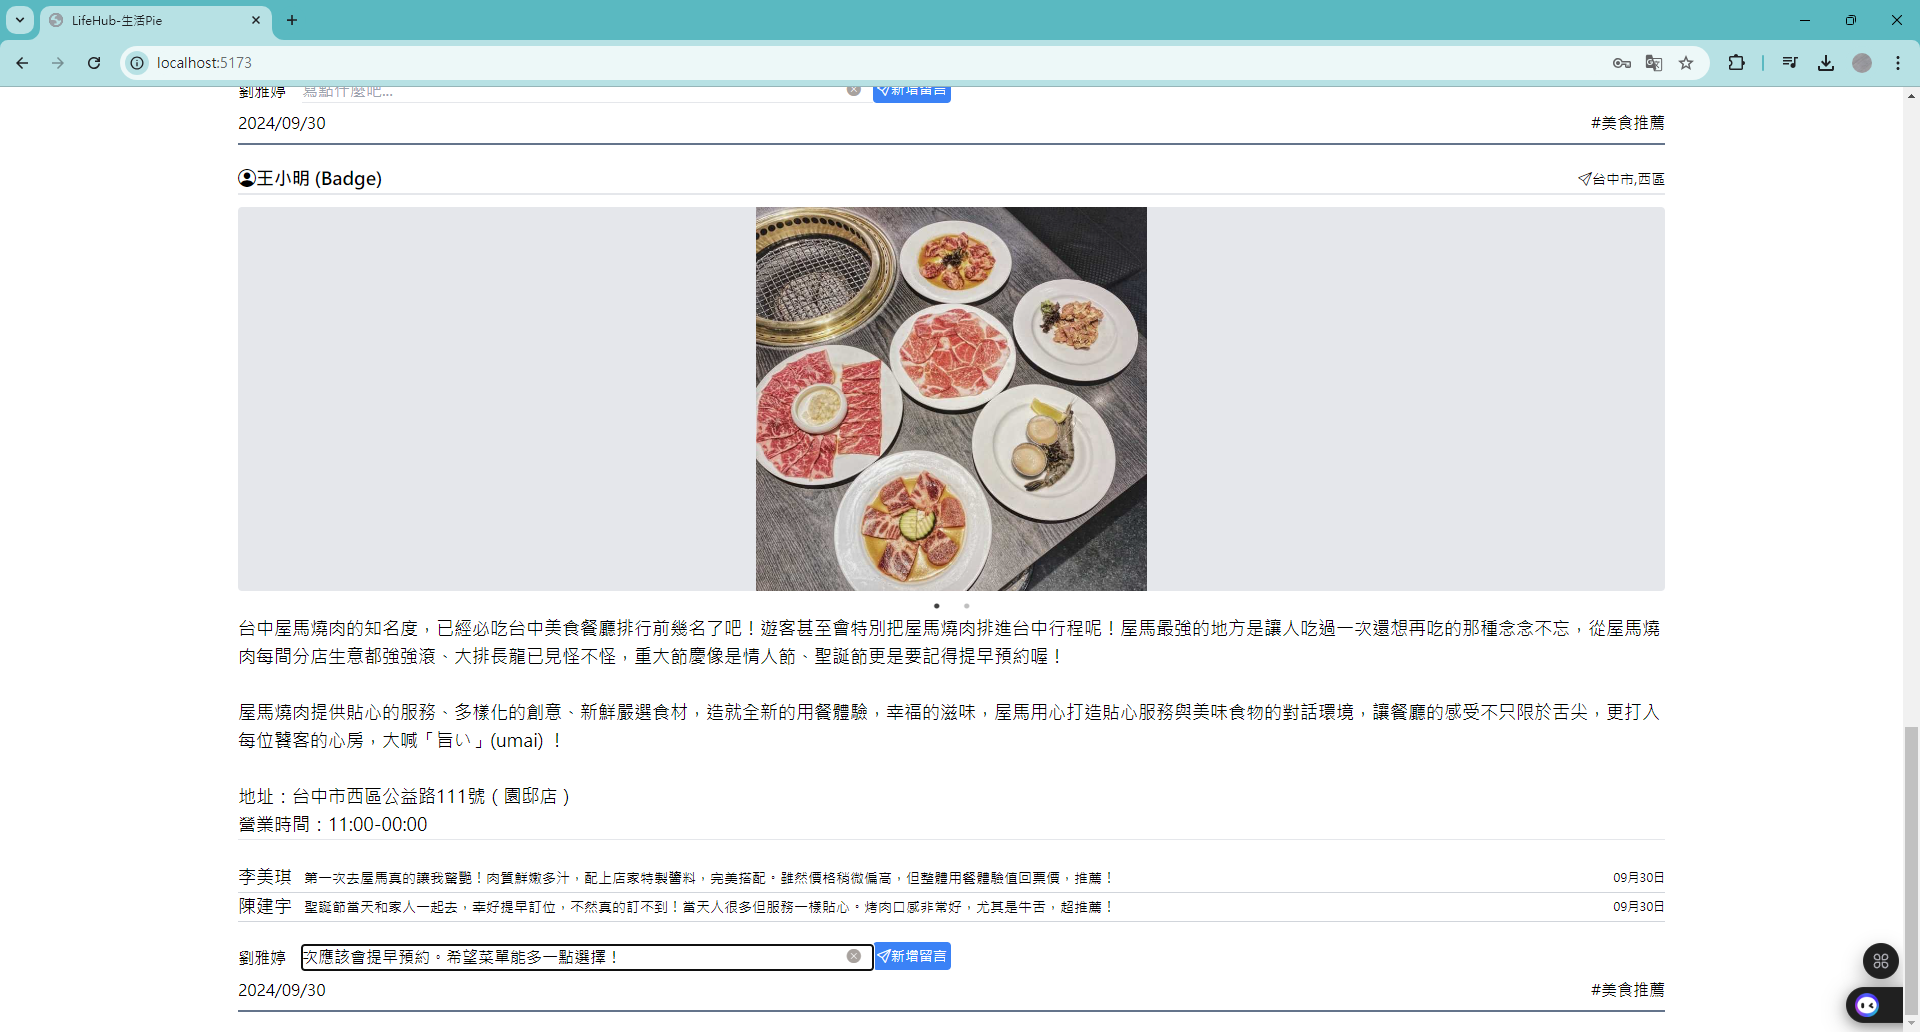 LifeHub-生活Pie
localhost:5173
劉雅婷 寫點什麼吧... 新增留言
2024/09/30 #美食推薦
王小明 (Badge) 台中市,西區
台中屋馬燒肉的知名度，已經必吃台中美食餐廳排行前幾名了吧！遊客甚至會特別把屋馬燒肉排進台中行程呢！屋馬最強的地方是讓人吃過一次還想再吃的那種念念不忘，從屋馬燒
肉每間分店生意都強強滾、大排長龍已見怪不怪，重大節慶像是情人節、聖誕節更是要記得提早預約喔！
屋馬燒肉提供貼心的服務、多樣化的創意、新鮮嚴選食材，造就全新的用餐體驗，幸福的滋味，屋馬用心打造貼心服務與美味食物的對話環境，讓餐廳的感受不只限於舌尖，更打入
每位饕客的心房，大喊「旨い」(umai) ！
地址：台中市西區公益路111號（園邸店）
營業時間：11:00-00:00
李美琪 第一次去屋馬真的讓我驚艷！肉質鮮嫩多汁，配上店家特製醬料，完美搭配。雖然價格稍微偏高，但整體用餐體驗值回票價，推薦！ 09月30日
陳建宇 聖誕節當天和家人一起去，幸好提早訂位，不然真的訂不到！當天人很多但服務一樣貼心。烤肉口感非常好，尤其是牛舌，超推薦！ 09月30日
劉雅婷 次應該會提早預約。希望菜單能多一點選擇！ 新增留言
2024/09/30 #美食推薦